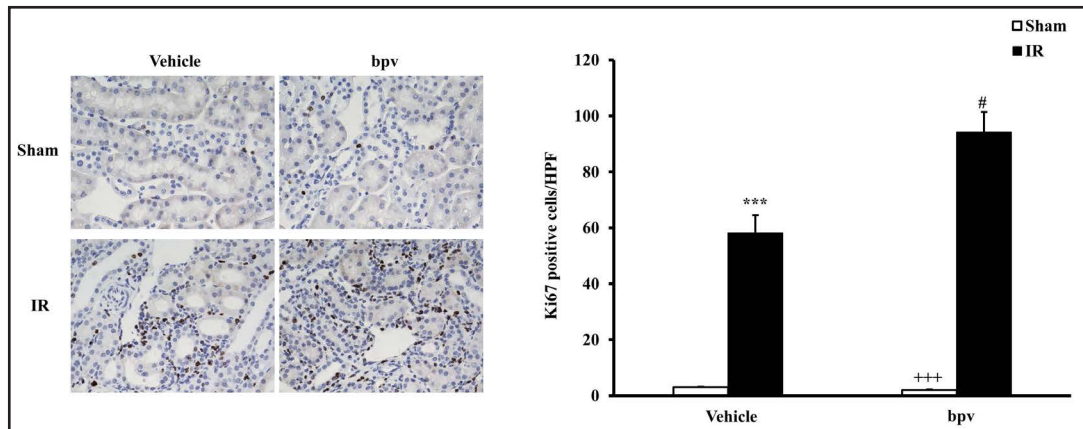 Vehicle
bpv
Sham
IR
Sham
IR
Ki67 positive cells/HPF
120
100
80
60
40
20
0
***
+++
#
Vehicle
bpv